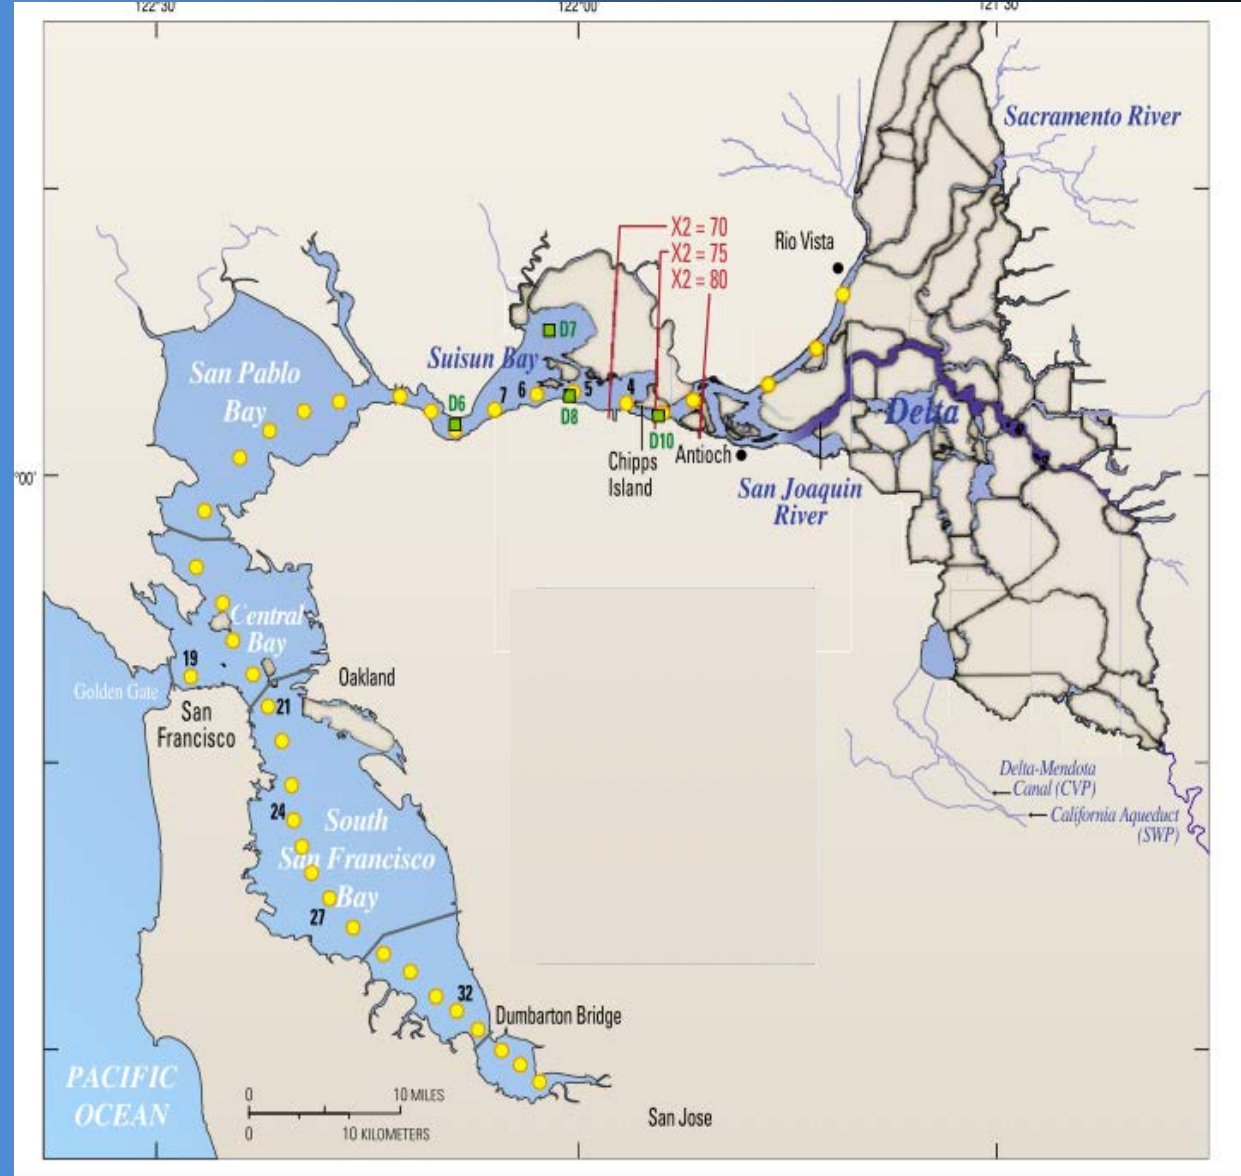 122°30'
122°00'
121°30'
Sacramento River
X2 = 70
X2 = 75
X2 = 80
Rio Vista
D7
Suisun Bay
San Pablo
Bay
D6
7
6
5
4
D8
D10
Delta
Chipps
Island
Antioch
°00'
San Joaquin
River
Central
Bay
19
Oakland
Golden Gate
San
Francisco
21
Delta-Mendota
Canal (CVP)
California Aqueduct
(SWP)
24
South
San Francisco
Bay
27
32
Dumbarton Bridge
PACIFIC
OCEAN
0
10 MILES
0
10 KILOMETERS
San Jose